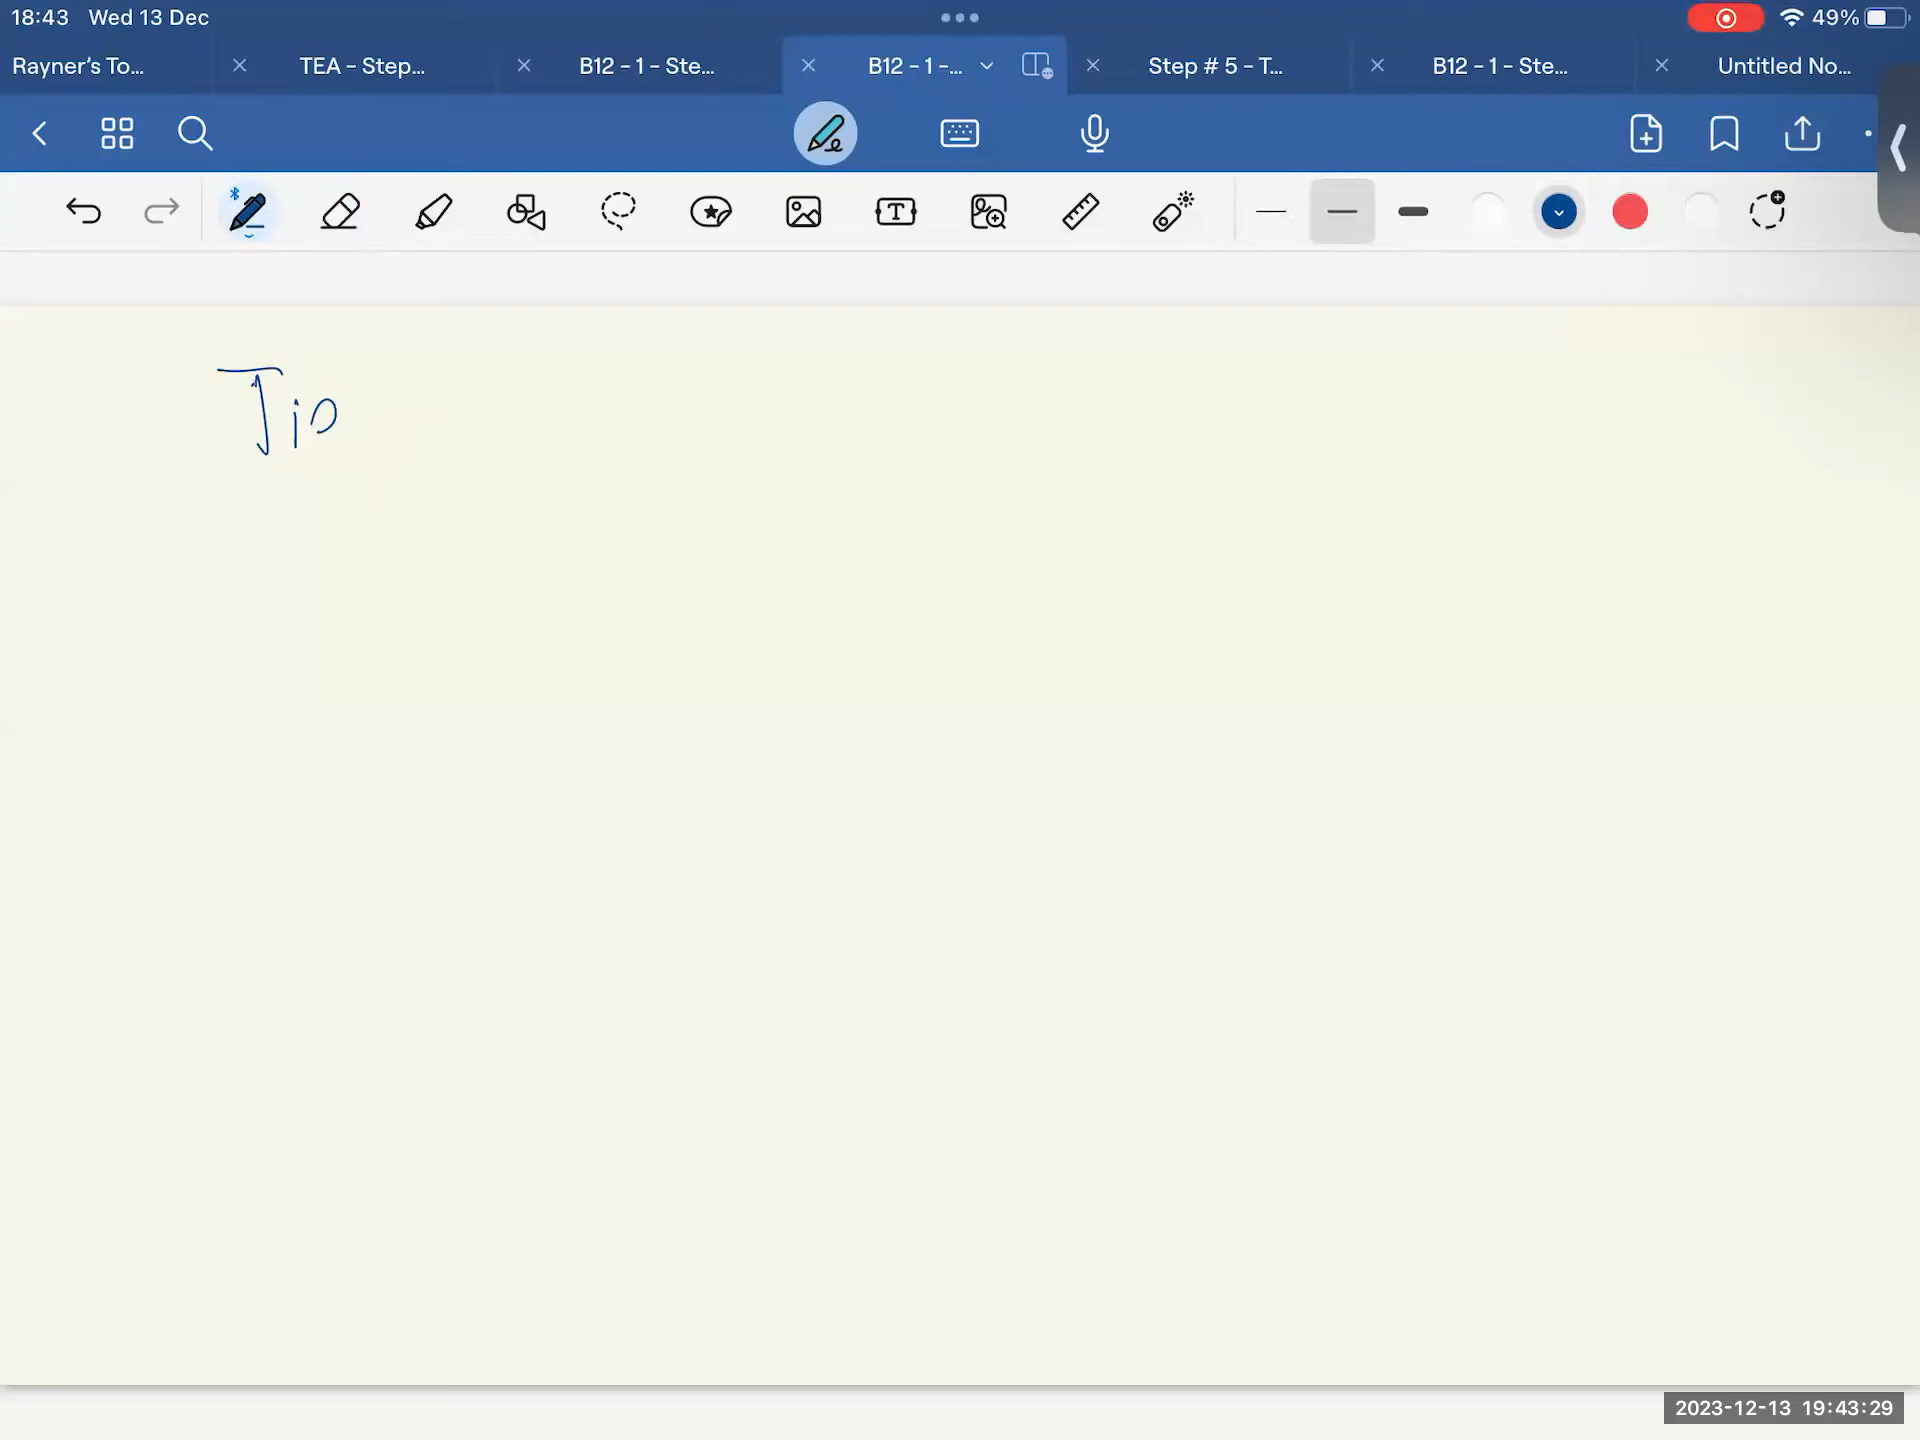 18:43 Wed 13 Dec
49%
Rayner's To...
TEA - Step...
B12 - 1 - Ste...
B12 - 1 -...
Step # 5 - T...
B12 - 1 - Ste...
Untitled No...
2023-12-13 19:43:29